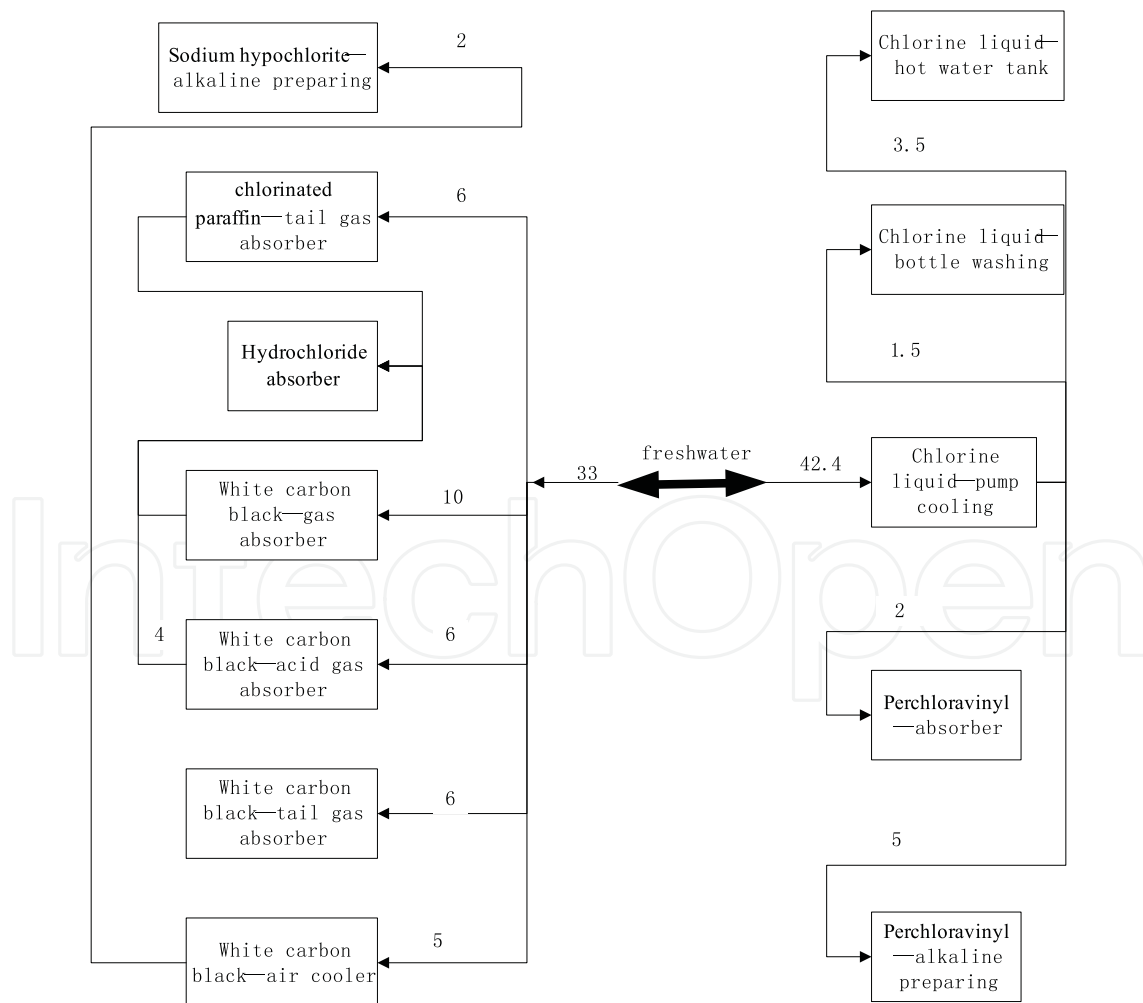 2
Sodium hypochlorite—
alkaline preparing
Chlorine liquid—
hot water tank
3.5
chlorinated
paraffin—tail gas
absorber
6
Chlorine liquid—
bottle washing
1.5
Hydrochloride
absorber
freshwater
33
42.4
Chlorine
liquid—pump
cooling
White carbon
black—gas
absorber
10
IntechOpen
2
4
White carbon
black—acid gas
absorber
6
Perchloravinyl
—absorber
White carbon
black—tail gas
absorber
6
5
White carbon
black—air cooler
5
Perchloravinyl
—alkaline
preparing